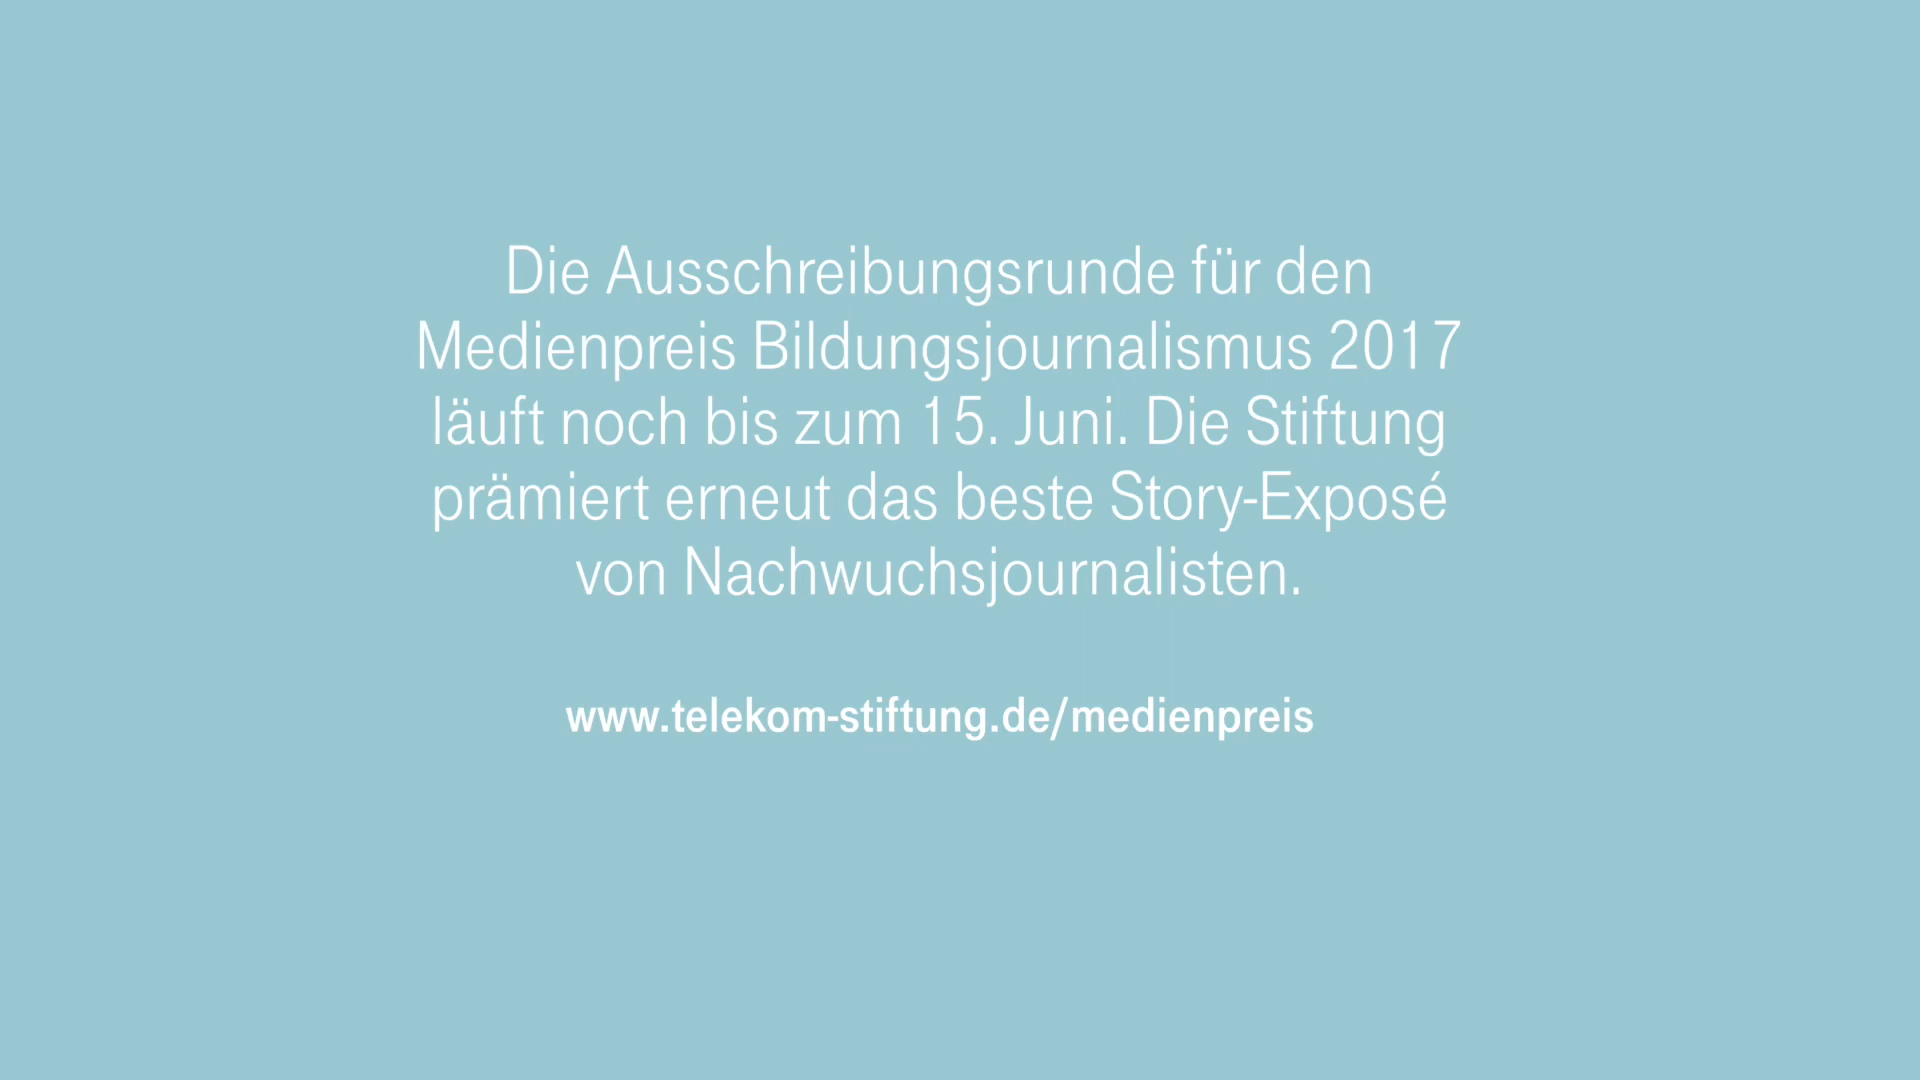 Die Ausschreibungsrunde für den
Medienpreis Bildungsjournalismus 2017
läuft noch bis zum 15. Juni. Die Stiftung
prämiert erneut das beste Story-Exposé
von Nachwuchsjournalisten.
www.telekom-stiftung.de/medienpreis